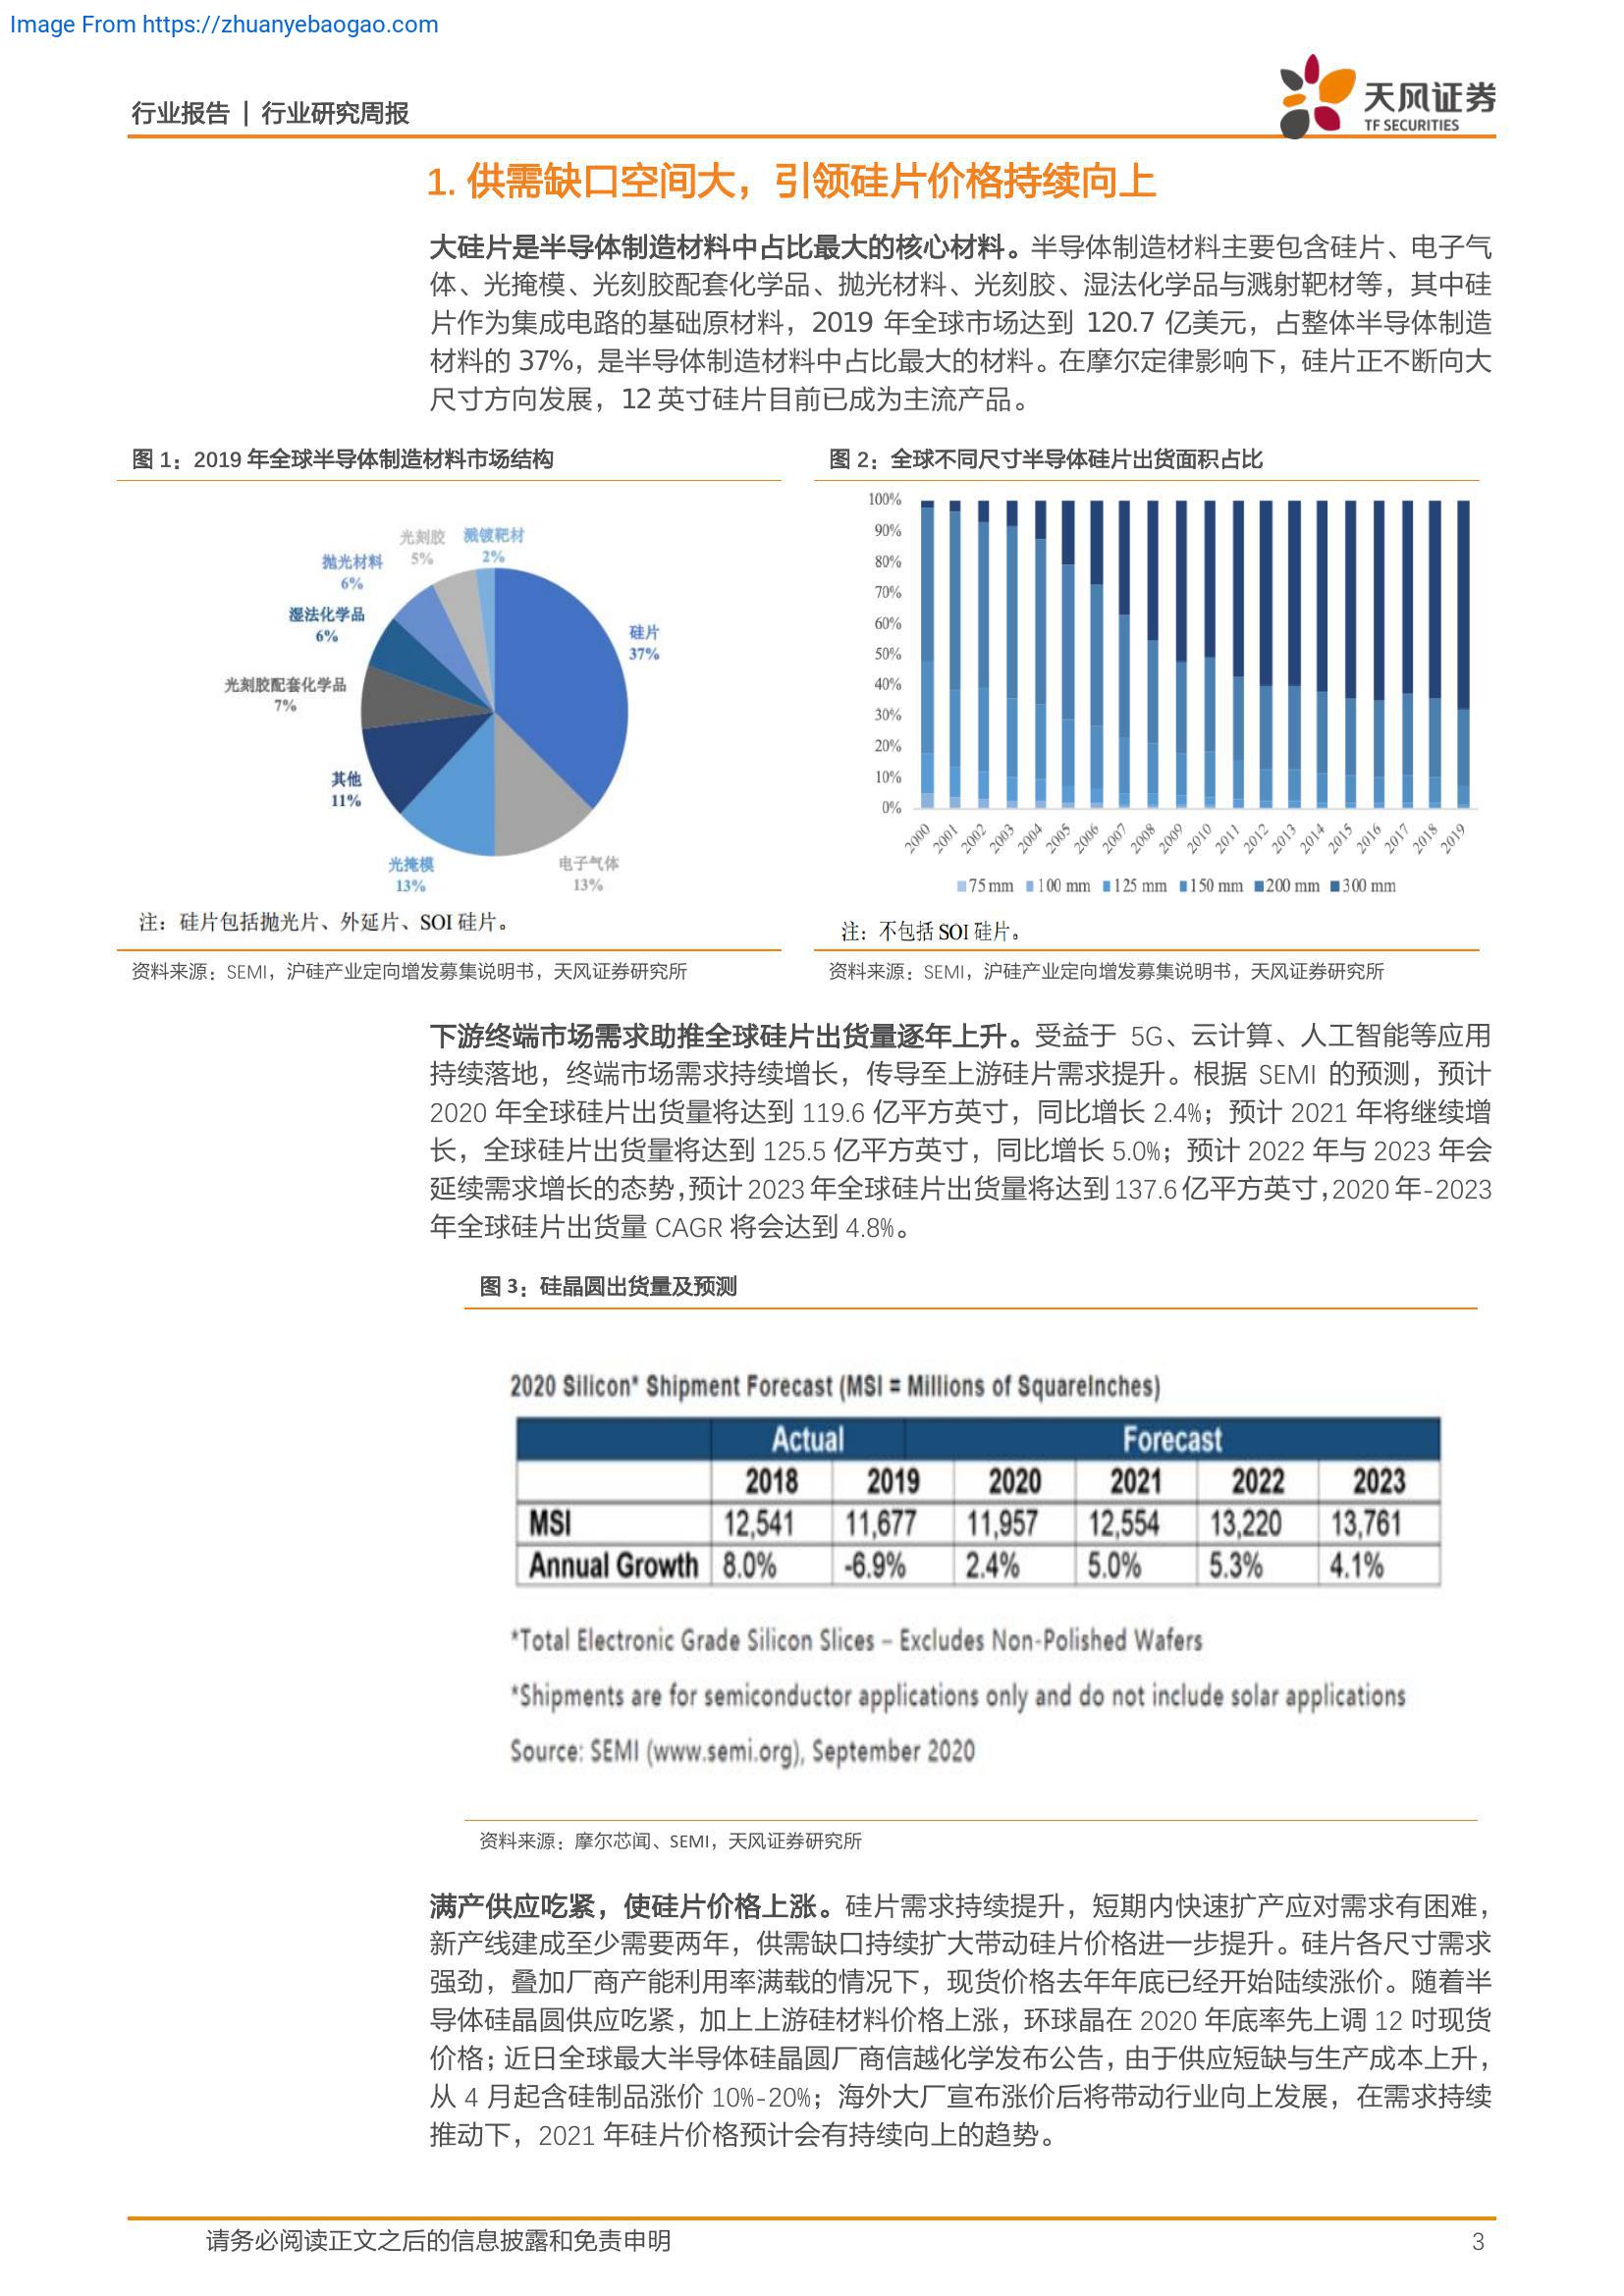 Image From https://zhuanyebaogao.com
行业报告 | 行业研究周报
天风证券
TF SECURITIES
1. 供需缺口空间大，引领硅片价格持续向上
大硅片是半导体制造材料中占比最大的核心材料。半导体制造材料主要包含硅片、电子气
体、光掩模、光刻胶配套化学品、抛光材料、光刻胶、湿法化学品与溅射靶材等，其中硅
片作为集成电路的基础原材料，2019 年全球市场达到 120.7 亿美元，占整体半导体制造
材料的 37%，是半导体制造材料中占比最大的材料。在摩尔定律影响下，硅片正不断向大
尺寸方向发展，12 英寸硅片目前已成为主流产品。
图 1：2019 年全球半导体制造材料市场结构
光刻胶
5%
溅镀靶材
2%
抛光材料
6%
湿法化学品
6%
硅片
37%
光刻胶配套化学品
7%
其他
11%
光掩模
13%
电子气体
13%
注：硅片包括抛光片、外延片、SOI 硅片。
资料来源：SEMI，沪硅产业定向增发募集说明书，天风证券研究所
图 2：全球不同尺寸半导体硅片出货面积占比
100%
90%
80%
70%
60%
50%
40%
30%
20%
10%
0%
2000 2001 2002 2003 2004 2005 2006 2007 2008 2009 2010 2011 2012 2013 2014 2015 2016 2017 2018 2019
75 mm 100 mm 125 mm 150 mm 200 mm 300 mm
注：不包括 SOI 硅片。
资料来源：SEMI，沪硅产业定向增发募集说明书，天风证券研究所
下游终端市场需求助推全球硅片出货量逐年上升。受益于 5G、云计算、人工智能等应用
持续落地，终端市场需求持续增长，传导至上游硅片需求提升。根据 SEMI 的预测，预计
2020 年全球硅片出货量将达到 119.6 亿平方英寸，同比增长 2.4%；预计 2021 年将继续增
长，全球硅片出货量将达到 125.5 亿平方英寸，同比增长 5.0%；预计 2022 年与 2023 年会
延续需求增长的态势，预计 2023 年全球硅片出货量将达到 137.6 亿平方英寸，2020 年-2023
年全球硅片出货量 CAGR 将会达到 4.8%。
图 3：硅晶圆出货量及预测
2020 Silicon* Shipment Forecast (MSI = Millions of SquareInches)
Actual Forecast
2018 2019 2020 2021 2022 2023
MSI 12,541 11,677 11,957 12,554 13,220 13,761
Annual Growth 8.0% -6.9% 2.4% 5.0% 5.3% 4.1%
*Total Electronic Grade Silicon Slices – Excludes Non-Polished Wafers
*Shipments are for semiconductor applications only and do not include solar applications
Source: SEMI (www.semi.org), September 2020
资料来源：摩尔芯闻、SEMI，天风证券研究所
满产供应吃紧，使硅片价格上涨。硅片需求持续提升，短期内快速扩产应对需求有困难，
新产线建成至少需要两年，供需缺口持续扩大带动硅片价格进一步提升。硅片各尺寸需求
强劲，叠加厂商产能利用率满载的情况下，现货价格去年年底已经开始陆续涨价。随着半
导体硅晶圆供应吃紧，加上上游硅材料价格上涨，环球晶在 2020 年底率先上调 12 吋现货
价格；近日全球最大半导体硅晶圆厂商信越化学发布公告，由于供应短缺与生产成本上升，
从 4 月起含硅制品涨价 10%-20%；海外大厂宣布涨价后将带动行业向上发展，在需求持续
推动下，2021 年硅片价格预计会有持续向上的趋势。
请务必阅读正文之后的信息披露和免责申明
3